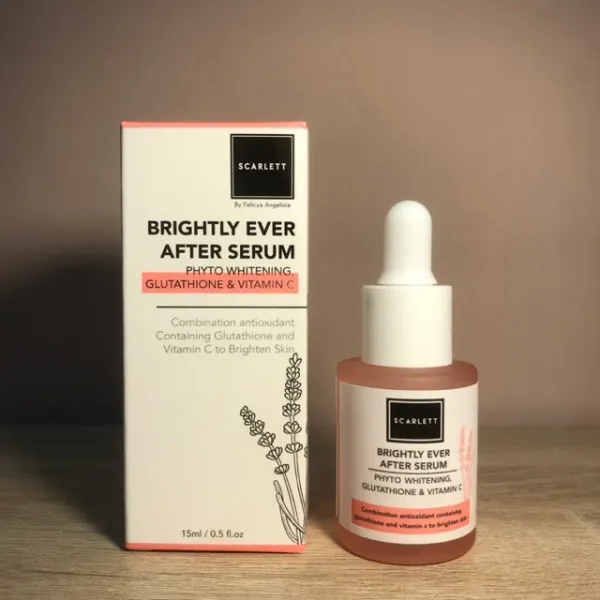 SCARLETT
By Felicya Angelista
BRIGHTLY EVER
AFTER SERUM
PHYTO WHITENING,
GLUTATHIONE & VITAMIN C
Combination antioxidant
Containing Glutathione and
Vitamin C to Brighten Skin
15ml / 0.5 fl.oz
SCARLETT
BRIGHTLY EVER
AFTER SERUM
PHYTO WHITENING,
GLUTATHIONE & VITAMIN C
Combination antioxidant containing
glutathione and vitamin c to brighten skin